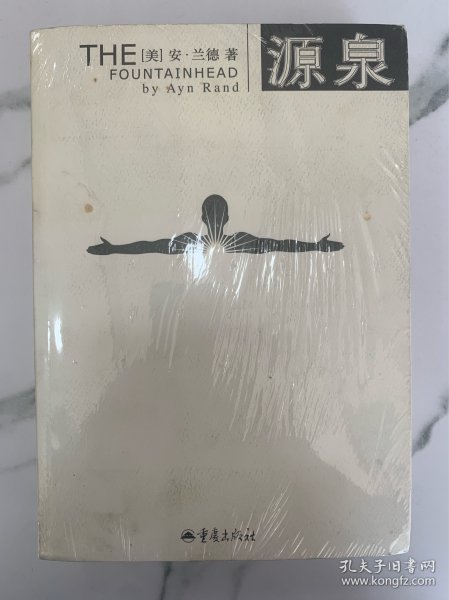 THE [美] 安·兰德 著
FOUNTAINHEAD
by Ayn Rand
源泉
重庆出版社
孔夫子旧书网
www.kongfz.com